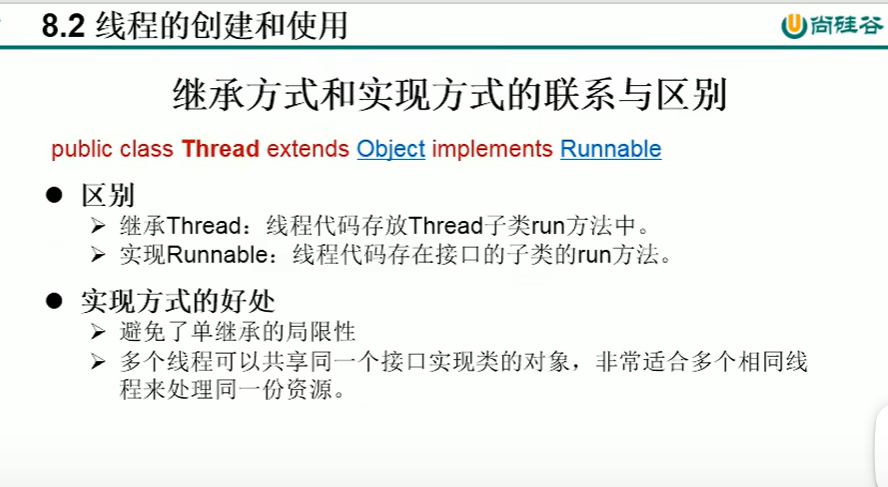 8.2 线程的创建和使用
尚硅谷
继承方式和实现方式的联系与区别
public class Thread extends Object implements Runnable
区别
继承Thread：线程代码存放Thread子类run方法中。
实现Runnable：线程代码存在接口的子类的run方法。
实现方式的好处
避免了单继承的局限性
多个线程可以共享同一个接口实现类的对象，非常适合多个相同线
程来处理同一份资源。